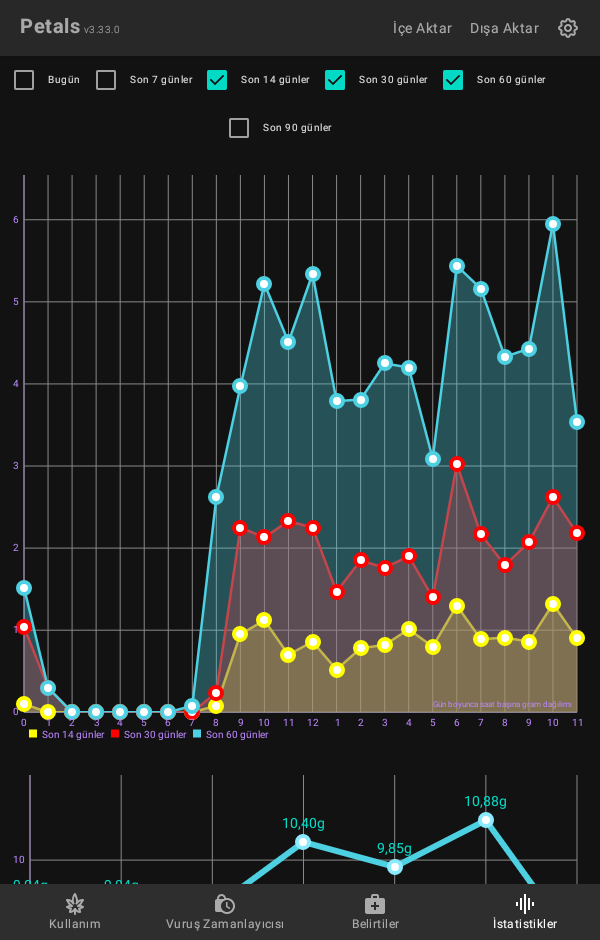 Petals v3.33.0 İçe Aktar Dışa Aktar
Bugün Son 7 günler Son 14 günler Son 30 günler Son 60 günler
Son 90 günler
6
5
4
3
2
1
0
Gün boyunca saat başına gram dağılımı
0 1 2 3 4 5 6 7 8 9 10 11 12 1 2 3 4 5 6 7 8 9 10 11
Son 14 günler Son 30 günler Son 60 günler
10,88g
10,40g
9,85g
10
Kullanım Vuruş Zamanlayıcısı Belirtiler İstatistikler